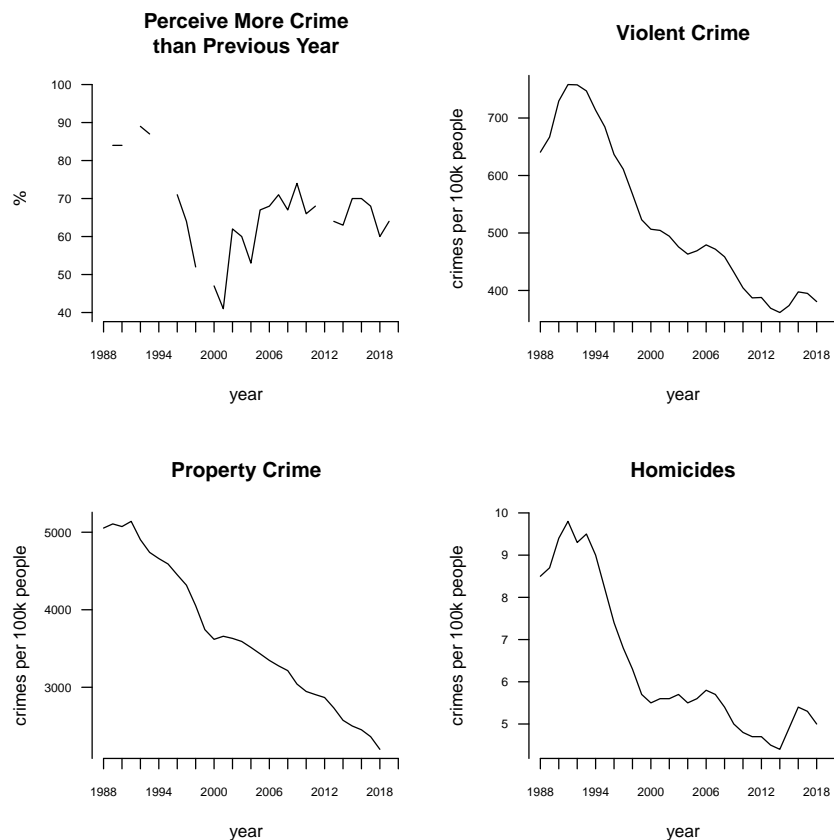 Perceive More Crime
than Previous Year
%
100
90
80
70
60
50
40
1988 1994 2000 2006 2012 2018
year
Violent Crime
crimes per 100k people
700
600
500
400
1988 1994 2000 2006 2012 2018
year
Property Crime
crimes per 100k people
5000
4000
3000
1988 1994 2000 2006 2012 2018
year
Homicides
crimes per 100k people
10
9
8
7
6
5
1988 1994 2000 2006 2012 2018
year